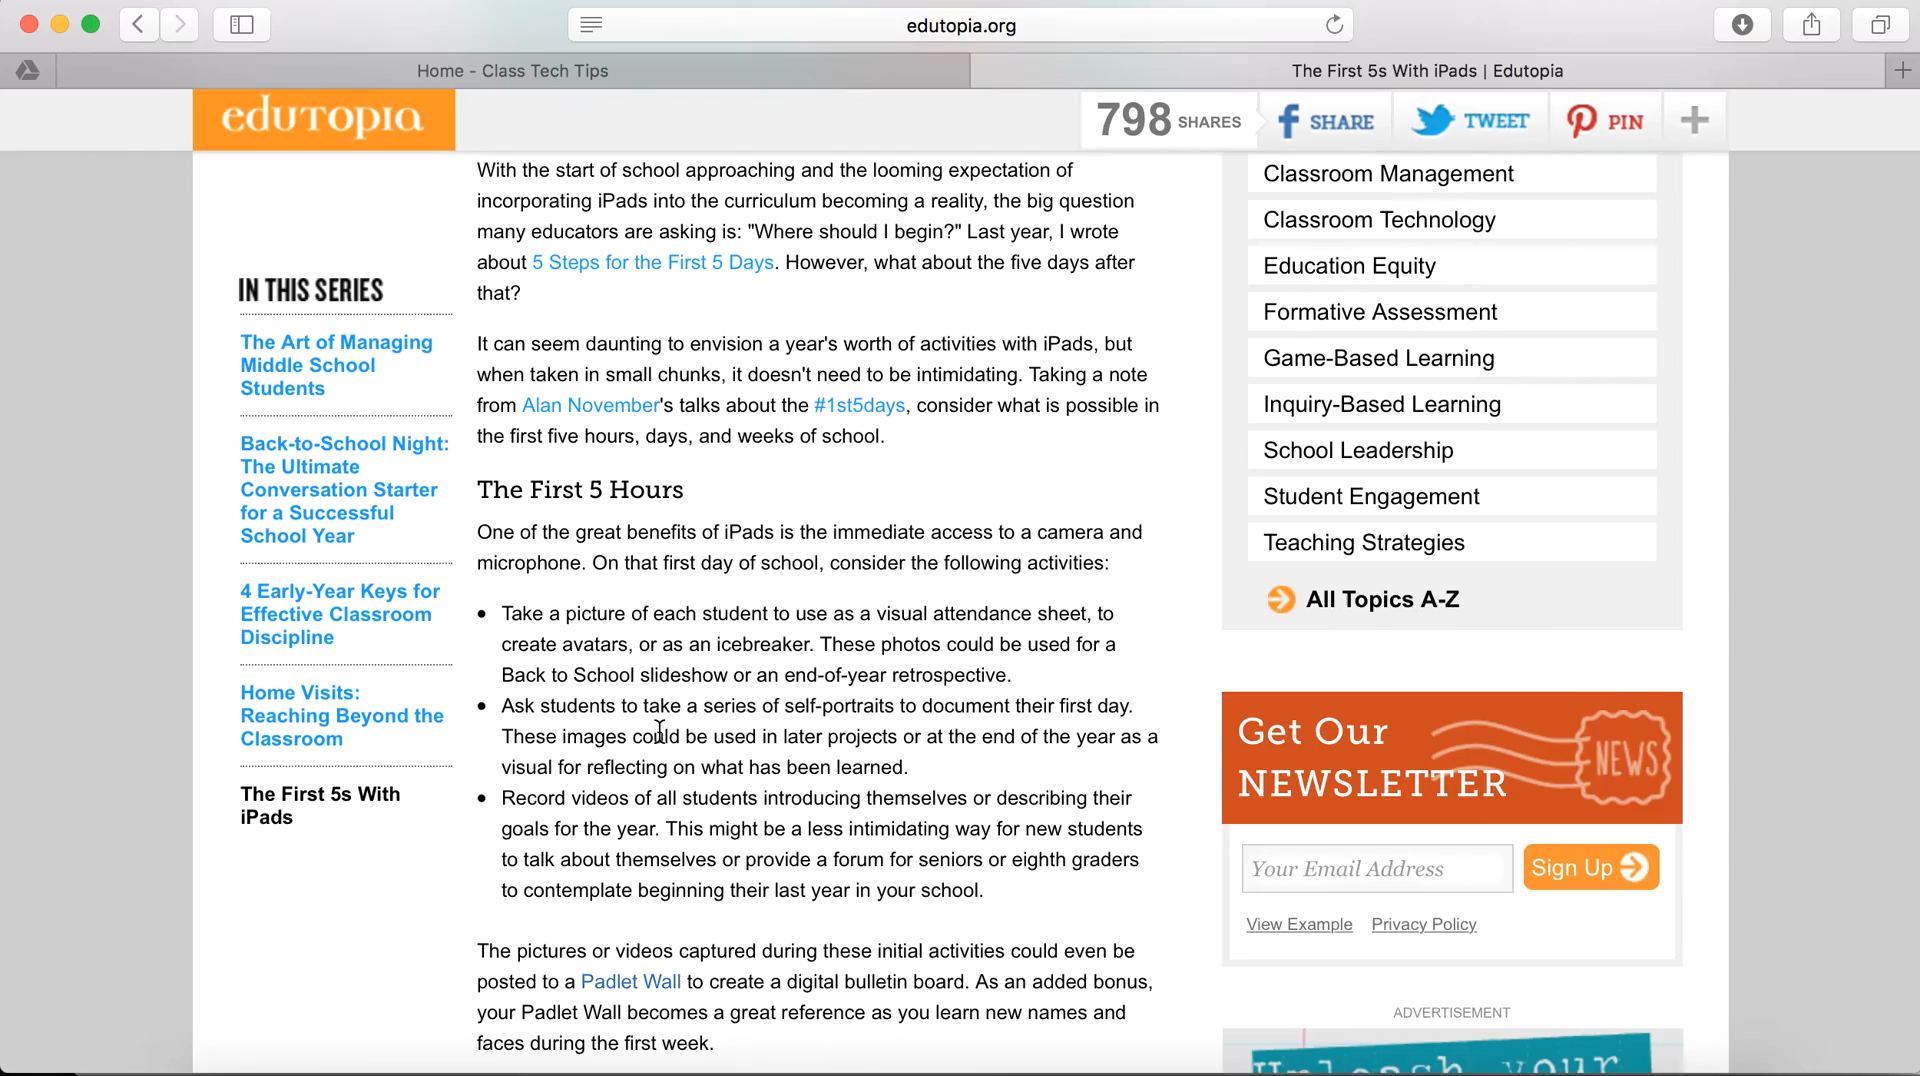 edutopia.org
Home - Class Tech Tips
The First 5s With iPads | Edutopia
edutopia
798 SHARES
SHARE
TWEET
PIN
With the start of school approaching and the looming expectation of
incorporating iPads into the curriculum becoming a reality, the big question
many educators are asking is: "Where should I begin?" Last year, I wrote
about 5 Steps for the First 5 Days. However, what about the five days after
that?
It can seem daunting to envision a year's worth of activities with iPads, but
when taken in small chunks, it doesn't need to be intimidating. Taking a note
from Alan November's talks about the #1st5days, consider what is possible in
the first five hours, days, and weeks of school.
The First 5 Hours
One of the great benefits of iPads is the immediate access to a camera and
microphone. On that first day of school, consider the following activities:
Take a picture of each student to use as a visual attendance sheet, to
create avatars, or as an icebreaker. These photos could be used for a
Back to School slideshow or an end-of-year retrospective.
Ask students to take a series of self-portraits to document their first day.
These images could be used in later projects or at the end of the year as a
visual for reflecting on what has been learned.
Record videos of all students introducing themselves or describing their
goals for the year. This might be a less intimidating way for new students
to talk about themselves or provide a forum for seniors or eighth graders
to contemplate beginning their last year in your school.
The pictures or videos captured during these initial activities could even be
posted to a Padlet Wall to create a digital bulletin board. As an added bonus,
your Padlet Wall becomes a great reference as you learn new names and
faces during the first week.
IN THIS SERIES
The Art of Managing
Middle School
Students
Back-to-School Night:
The Ultimate
Conversation Starter
for a Successful
School Year
4 Early-Year Keys for
Effective Classroom
Discipline
Home Visits:
Reaching Beyond the
Classroom
The First 5s With
iPads
Classroom Management
Classroom Technology
Education Equity
Formative Assessment
Game-Based Learning
Inquiry-Based Learning
School Leadership
Student Engagement
Teaching Strategies
All Topics A-Z
Get Our
NEWSLETTER
NEWS
Your Email Address
Sign Up
View Example Privacy Policy
ADVERTISEMENT
Unleash your